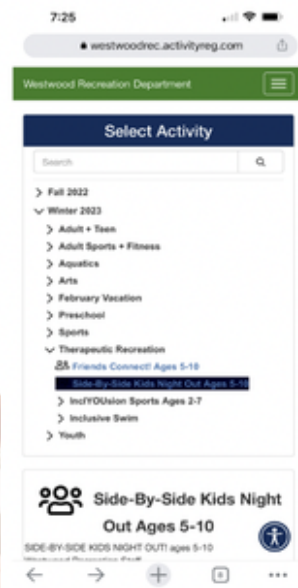 7:25
westwoodrec.activityreg.com
Westwood Recreation Department
Select Activity
Search
Fall 2022
Winter 2023
Adult + Teen
Adult Sports + Fitness
Aquatics
Arts
February Vacation
Preschool
Sports
Therapeutic Recreation
Friends Connect! Ages 5-10
Side-By-Side Kids Night Out Ages 5-10
InclYOUsion Sports Ages 2-7
Inclusive Swim
Youth
Side-By-Side Kids Night
Out Ages 5-10
SIDE-BY-SIDE KIDS NIGHT OUT! ages 5-10
Westwood Recreation Staff